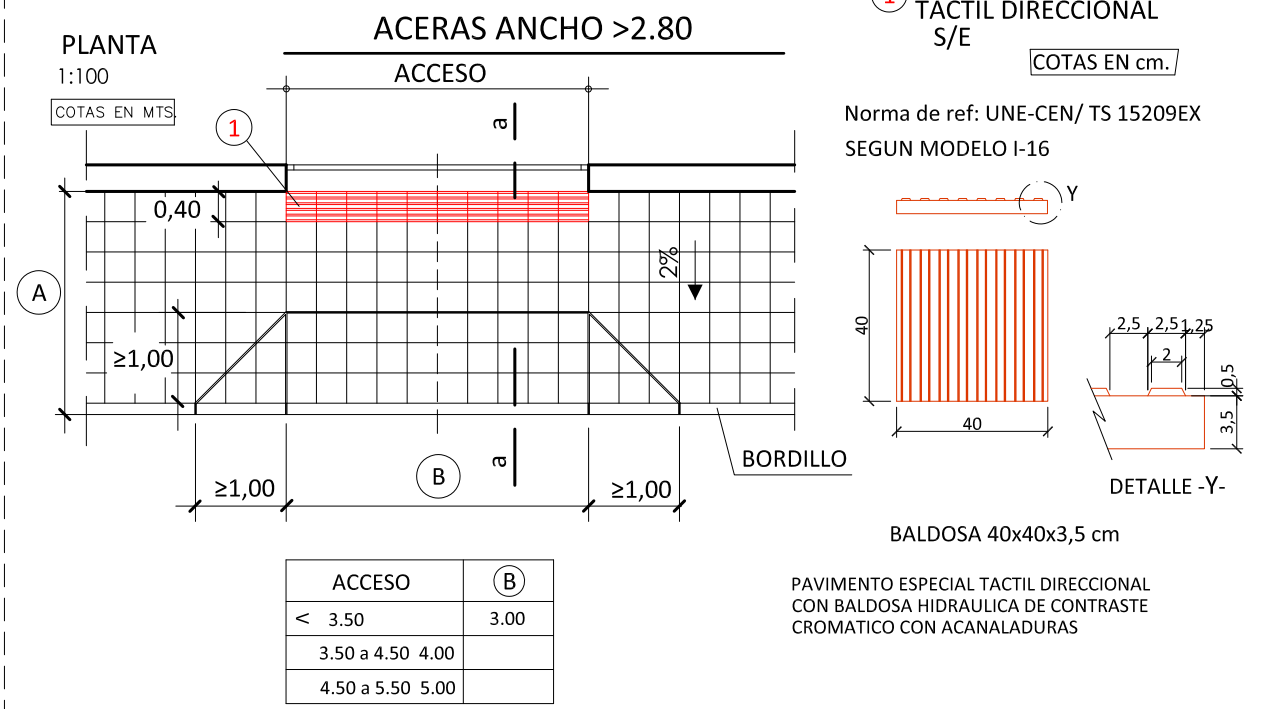 ACERAS ANCHO >2.80
PLANTA
1:100
COTAS EN MTS.
ACCESO
1
a
0,40
A
2%
≥1,00
a
B
≥1,00
≥1,00
BORDILLO
ACCESO B
< 3.50 3.00
3.50 a 4.50 4.00
4.50 a 5.50 5.00
1 TACTIL DIRECCIONAL
S/E
COTAS EN cm.
Norma de ref: UNE-CEN/ TS 15209EX
SEGUN MODELO I-16
Y
40
40
2,5 2,5 1,25
2
0,5
3,5
DETALLE -Y-
BALDOSA 40x40x3,5 cm
PAVIMENTO ESPECIAL TACTIL DIRECCIONAL
CON BALDOSA HIDRAULICA DE CONTRASTE
CROMATICO CON ACANALADURAS